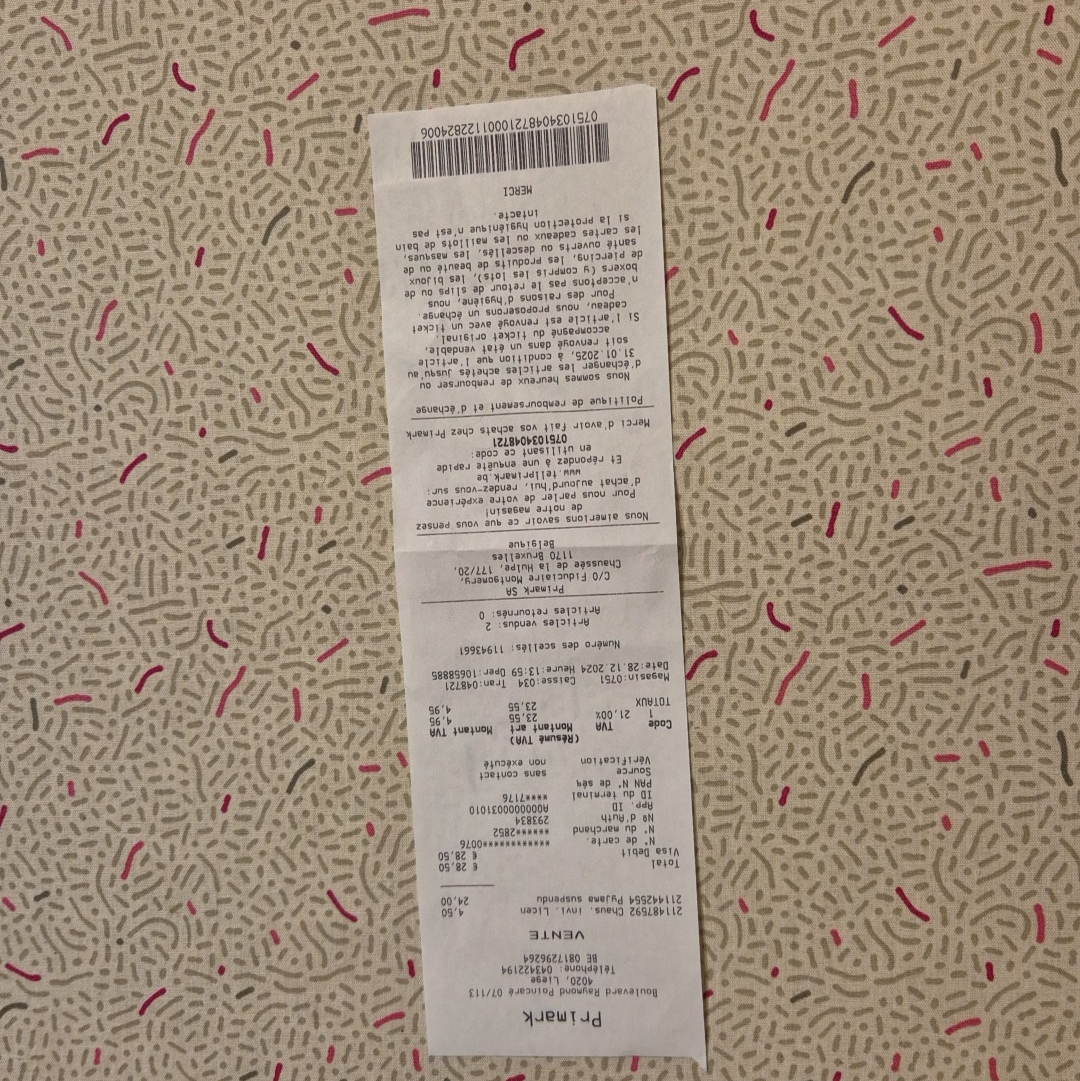 Primark
Boulevard Raymond Poincaré 07/113
4020, Liege
Téléphone: 043422194
BE 0817296264
VENTE
211487592 Chaus. invi. Licen 4,50
211442554 Pyjama suspendu 24,00
Total € 28,50
Visa Debit € 28,50
N° de carte. ************0076
N° du marchand *******2852
Nº d'Auth 293834
App. ID A0000000031010
ID du terminal ****7176
PAN N° de séq
Source sans contact
Vérification non exécuté
(Résumé TVA)
Code TVA Montant art Montant TVA
1 21,00% 23,55 4,95
TOTAUX 23,55 4,95
Magasin:0751 Caisse:034 Tran:048721
Date:28.12.2024 Heure:13:59 Oper:10658885
Numéro des scellés: 11943661
Articles vendus: 2
Articles retournés: 0
Primark SA
C/O Fiduciaire Montgomery,
Chaussée de la Hulpe, 177/20,
1170 Bruxelles
Belgique
Nous aimerions savoir ce que vous pensez
de notre magasin!
Pour nous parler de votre expérience
d'achat aujourd'hui, rendez-vous sur:
www.tellprimark.be
Et répondez à une enquête rapide
en utilisant ce code:
0751034048721
Merci d'avoir fait vos achats chez Primark
Politique de remboursement et d'échange
Nous sommes heureux de rembourser ou
d'échanger les articles achetés jusqu'au
31.01.2025, à condition que l'article
soit renvoyé dans un état vendable,
accompagné du ticket original.
Si l'article est renvoyé avec un ticket
cadeau, nous proposerons un échange.
Pour des raisons d'hygiène, nous
n'acceptons pas le retour de slips ou de
boxers (y compris les lots), les bijoux
de piercing, les produits de beauté ou de
santé ouverts ou descellés, les masques,
les cartes cadeaux ou les maillots de bain
si la protection hygiénique n'est pas
intacte.
MERCI
0751034048721000112282400​6